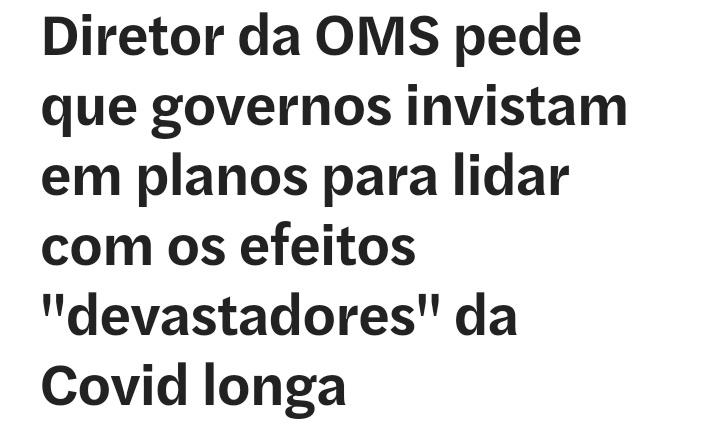 Diretor da OMS pede
que governos invistam
em planos para lidar
com os efeitos
"devastadores" da
Covid longa